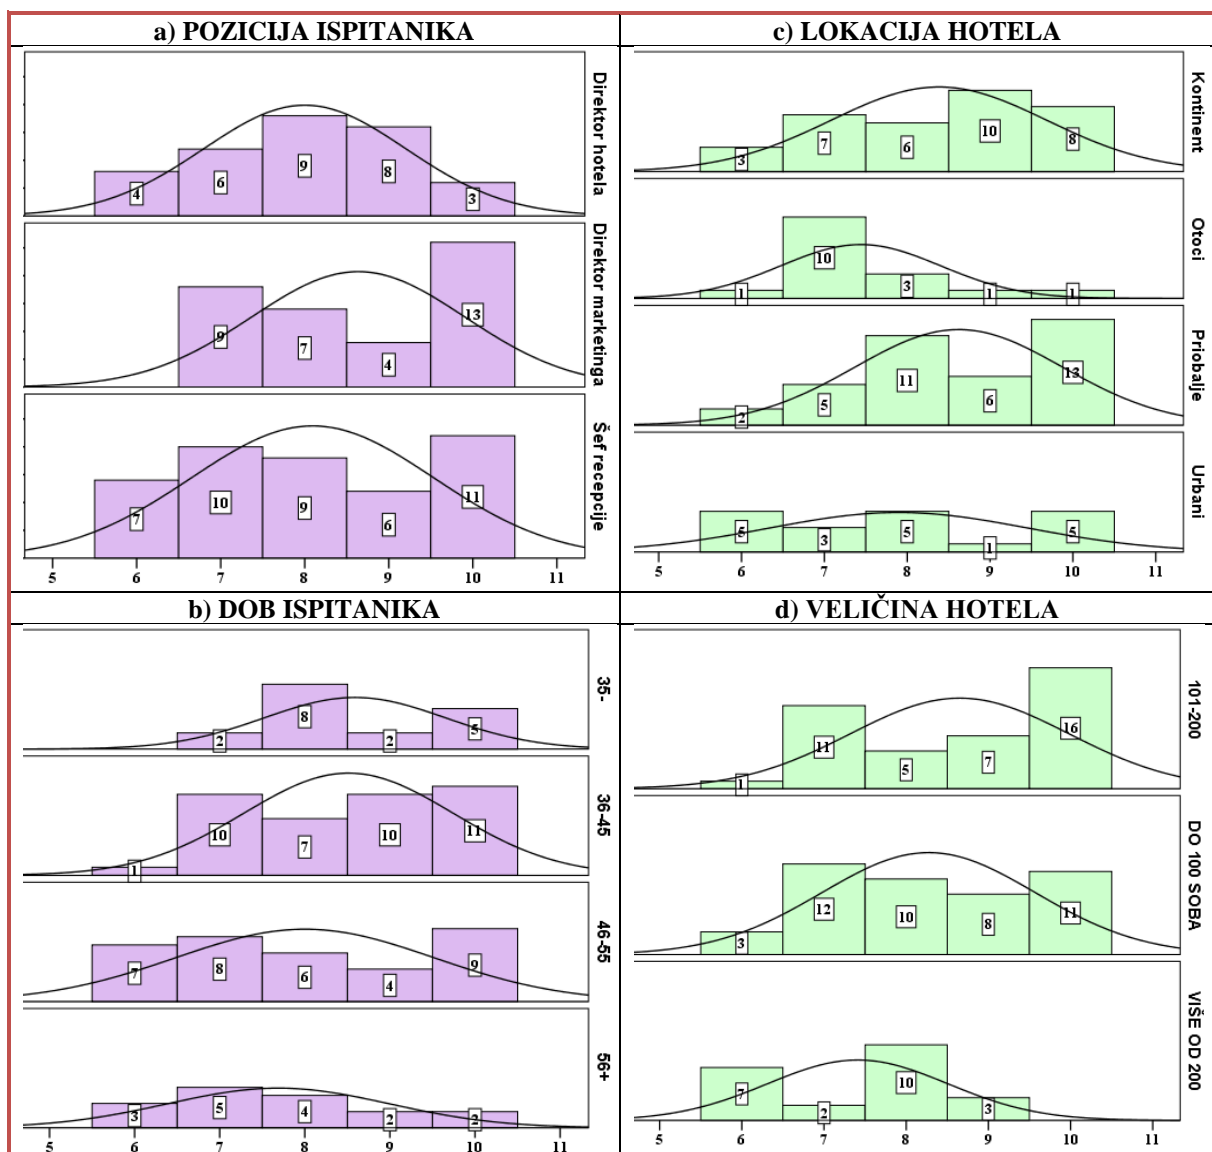 a) POZICIJA ISPITANIKA
4 6 9 8 3
Direktor hotela
9 7 4 13
Direktor marketinga
7 10 9 6 11
Šef recepcije
5 6 7 8 9 10 11
c) LOKACIJA HOTELA
3 7 6 10 8
Kontinent
1 10 3 1 1
Otoci
2 5 11 6 13
Priobalje
5 3 5 1 5
Urbani
5 6 7 8 9 10 11
b) DOB ISPITANIKA
2 8 2 5
35-
1 10 7 10 11
36-45
7 8 6 4 9
46-55
3 5 4 2 2
56+
5 6 7 8 9 10 11
d) VELIČINA HOTELA
1 11 5 7 16
101-200
3 12 10 8 11
DO 100 SOBA
7 2 10 3
VIŠE OD 200
5 6 7 8 9 10 11